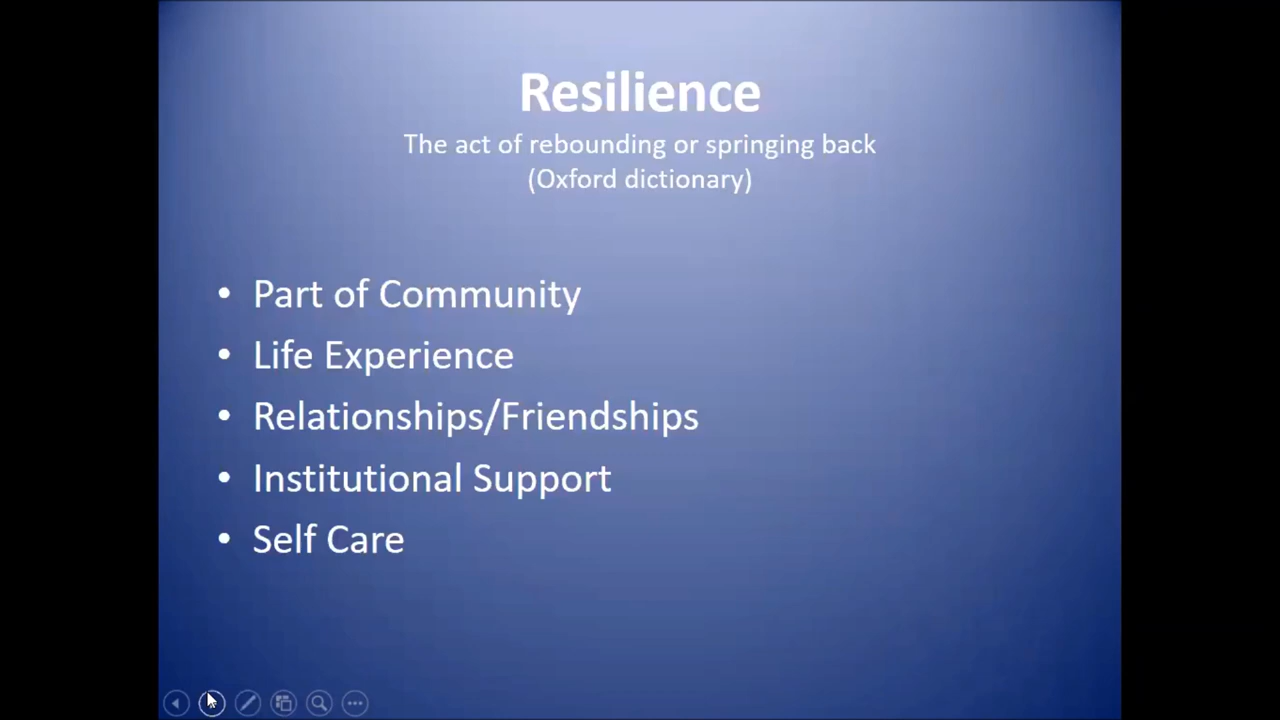 Resilience
The act of rebounding or springing back
(Oxford dictionary)
• Part of Community
• Life Experience
• Relationships/Friendships
• Institutional Support
• Self Care